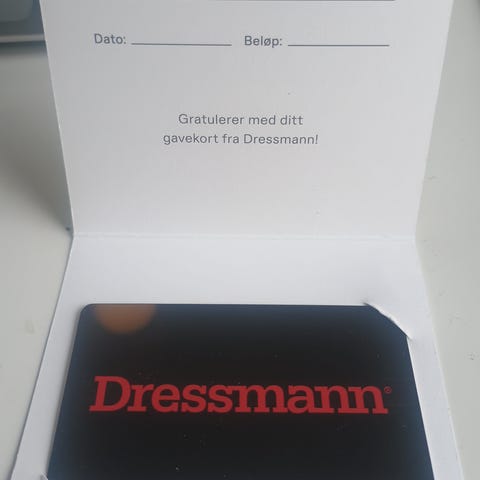 Dato: Beløp:
Gratulerer med ditt
gavekort fra Dressmann!
Dressmann®